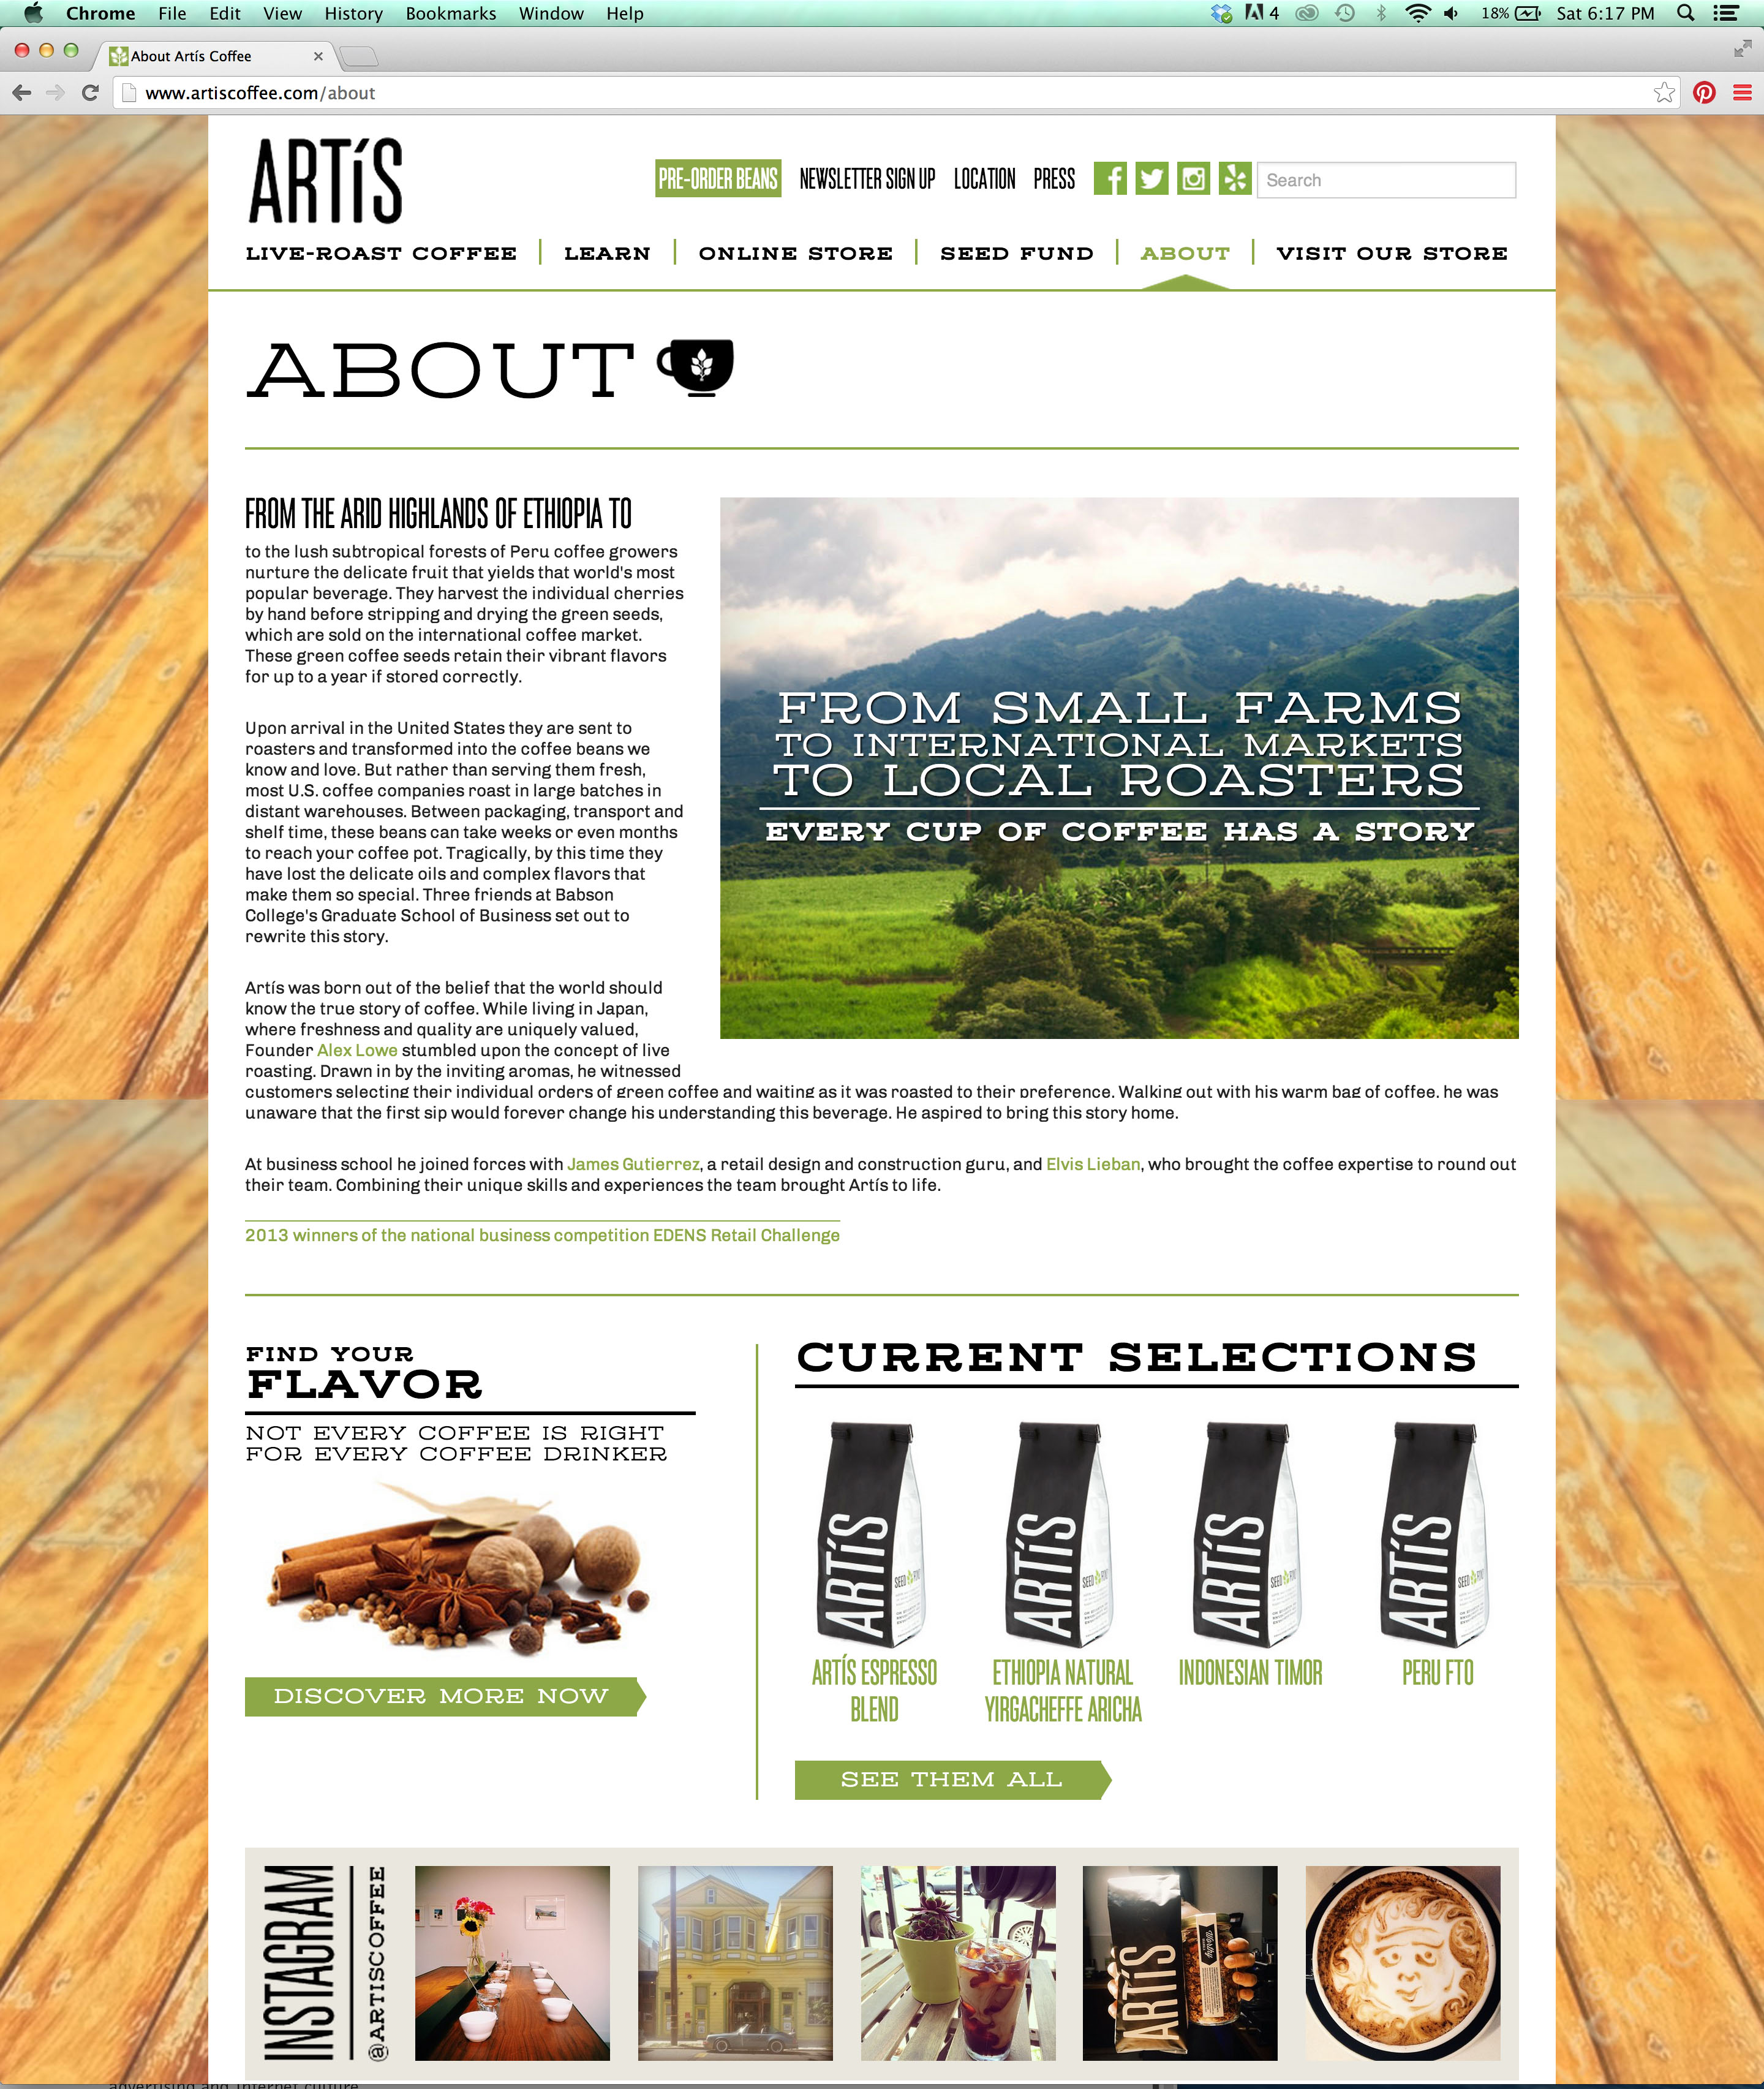 Chrome File Edit View History Bookmarks Window Help 4 18% Sat 6:17 PM
About Artís Coffee
www.artiscoffee.com/about
ARTíS
PRE-ORDER BEANS NEWSLETTER SIGN UP LOCATION PRESS Search
LIVE-ROAST COFFEE LEARN ONLINE STORE SEED FUND ABOUT VISIT OUR STORE
ABOUT
FROM THE ARID HIGHLANDS OF ETHIOPIA TO
to the lush subtropical forests of Peru coffee growers
nurture the delicate fruit that yields that world's most
popular beverage. They harvest the individual cherries
by hand before stripping and drying the green seeds,
which are sold on the international coffee market.
These green coffee seeds retain their vibrant flavors
for up to a year if stored correctly.
Upon arrival in the United States they are sent to
roasters and transformed into the coffee beans we
know and love. But rather than serving them fresh,
most U.S. coffee companies roast in large batches in
distant warehouses. Between packaging, transport and
shelf time, these beans can take weeks or even months
to reach your coffee pot. Tragically, by this time they
have lost the delicate oils and complex flavors that
make them so special. Three friends at Babson
College's Graduate School of Business set out to
rewrite this story.
FROM SMALL FARMS
TO INTERNATIONAL MARKETS
TO LOCAL ROASTERS
EVERY CUP OF COFFEE HAS A STORY
Artís was born out of the belief that the world should
know the true story of coffee. While living in Japan,
where freshness and quality are uniquely valued,
Founder Alex Lowe stumbled upon the concept of live
roasting. Drawn in by the inviting aromas, he witnessed
customers selecting their individual orders of green coffee and waiting as it was roasted to their preference. Walking out with his warm bag of coffee, he was
unaware that the first sip would forever change his understanding this beverage. He aspired to bring this story home.
At business school he joined forces with James Gutierrez, a retail design and construction guru, and Elvis Lieban, who brought the coffee expertise to round out
their team. Combining their unique skills and experiences the team brought Artís to life.
2013 winners of the national business competition EDENS Retail Challenge
FIND YOUR
FLAVOR
NOT EVERY COFFEE IS RIGHT
FOR EVERY COFFEE DRINKER
DISCOVER MORE NOW
CURRENT SELECTIONS
ARTíS
SEED FUND
ARTíS
SEED FUND
ARTíS
SEED FUND
ARTíS
SEED FUND
ARTÍS ESPRESSO
BLEND
ETHIOPIA NATURAL
YIRGACHEFFE ARICHA
INDONESIAN TIMOR
PERU FTO
SEE THEM ALL
INSTAGRAM
@ARTISCOFFEE
ARTíS
advertising and Internet culture